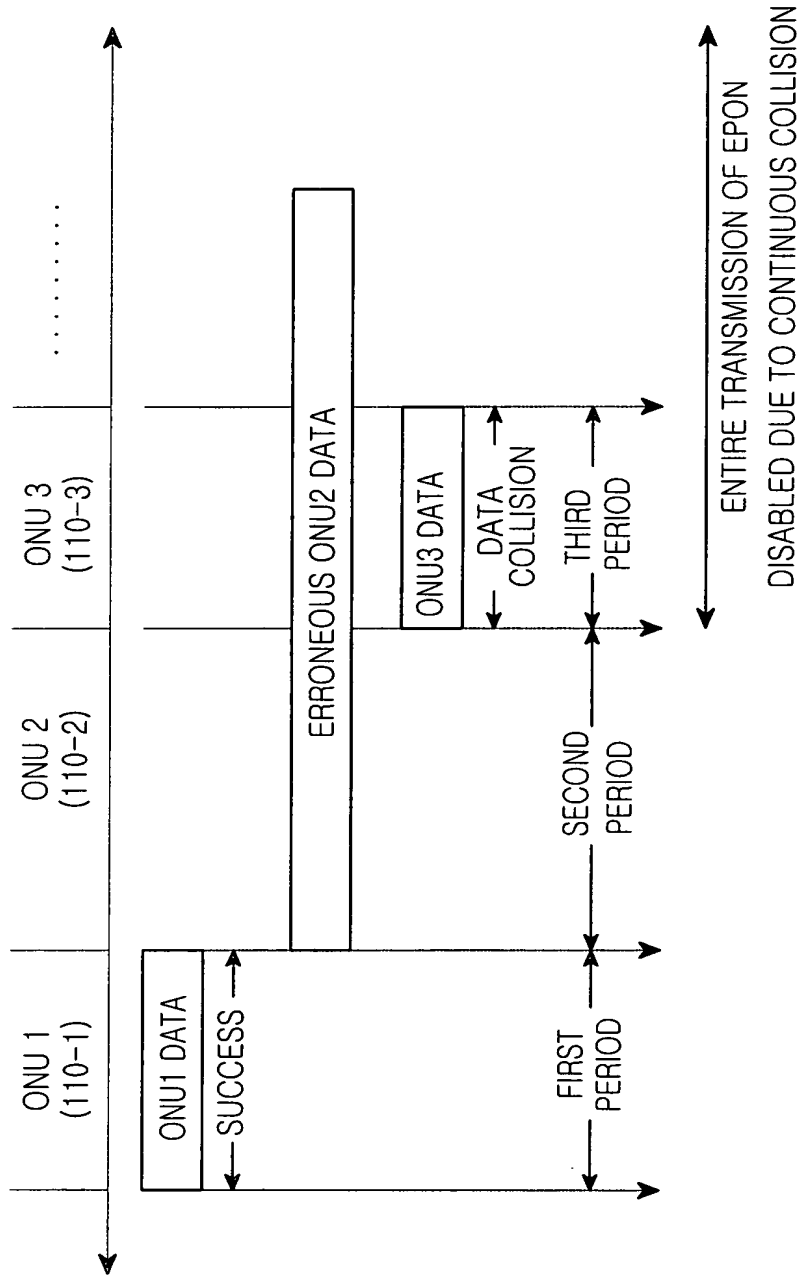 ONU 1
(110-1)
ONU 2
(110-2)
ONU 3
(110-3)
.........
ONU1 DATA
SUCCESS
ERRONEOUS ONU2 DATA
ONU3 DATA
DATA
COLLISION
FIRST
PERIOD
SECOND
PERIOD
THIRD
PERIOD
ENTIRE TRANSMISSION OF EPON
DISABLED DUE TO CONTINUOUS COLLISION